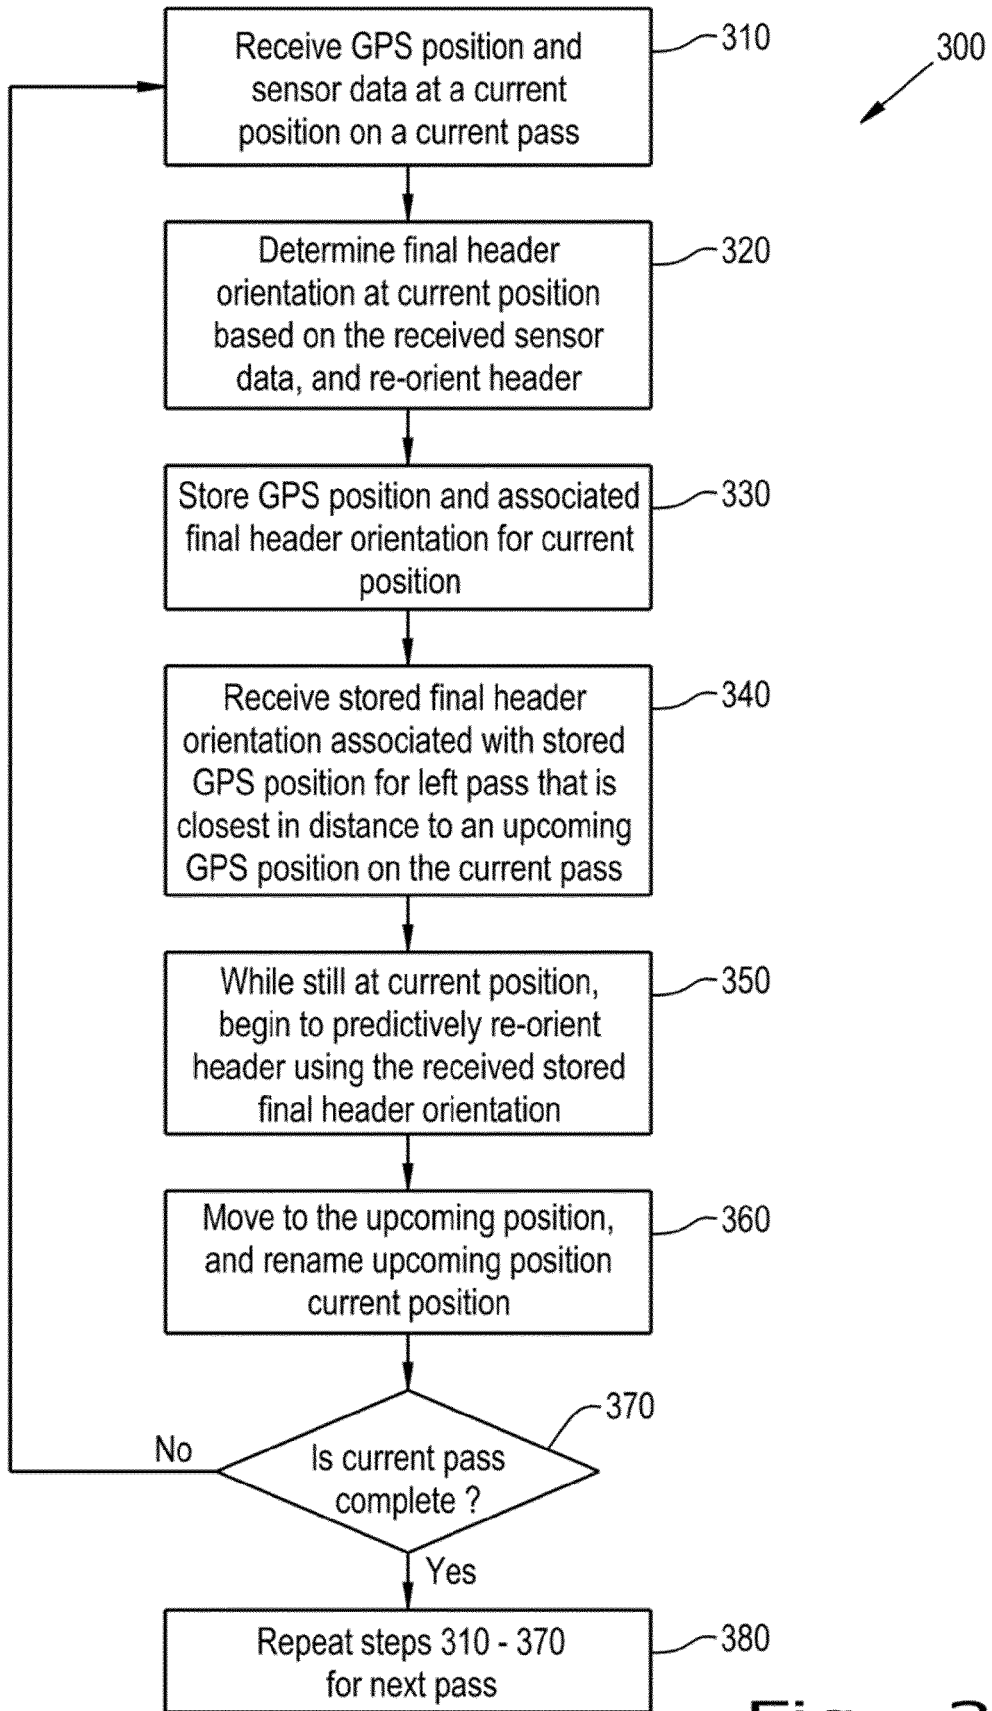 Receive GPS position and
sensor data at a current
position on a current pass
310
300
Determine final header
orientation at current position
based on the received sensor
data, and re-orient header
320
Store GPS position and associated
final header orientation for current
position
330
Receive stored final header
orientation associated with stored
GPS position for left pass that is
closest in distance to an upcoming
GPS position on the current pass
340
While still at current position,
begin to predictively re-orient
header using the received stored
final header orientation
350
Move to the upcoming position,
and rename upcoming position
current position
360
370
Is current pass
complete ?
No
Yes
Repeat steps 310 - 370
for next pass
380